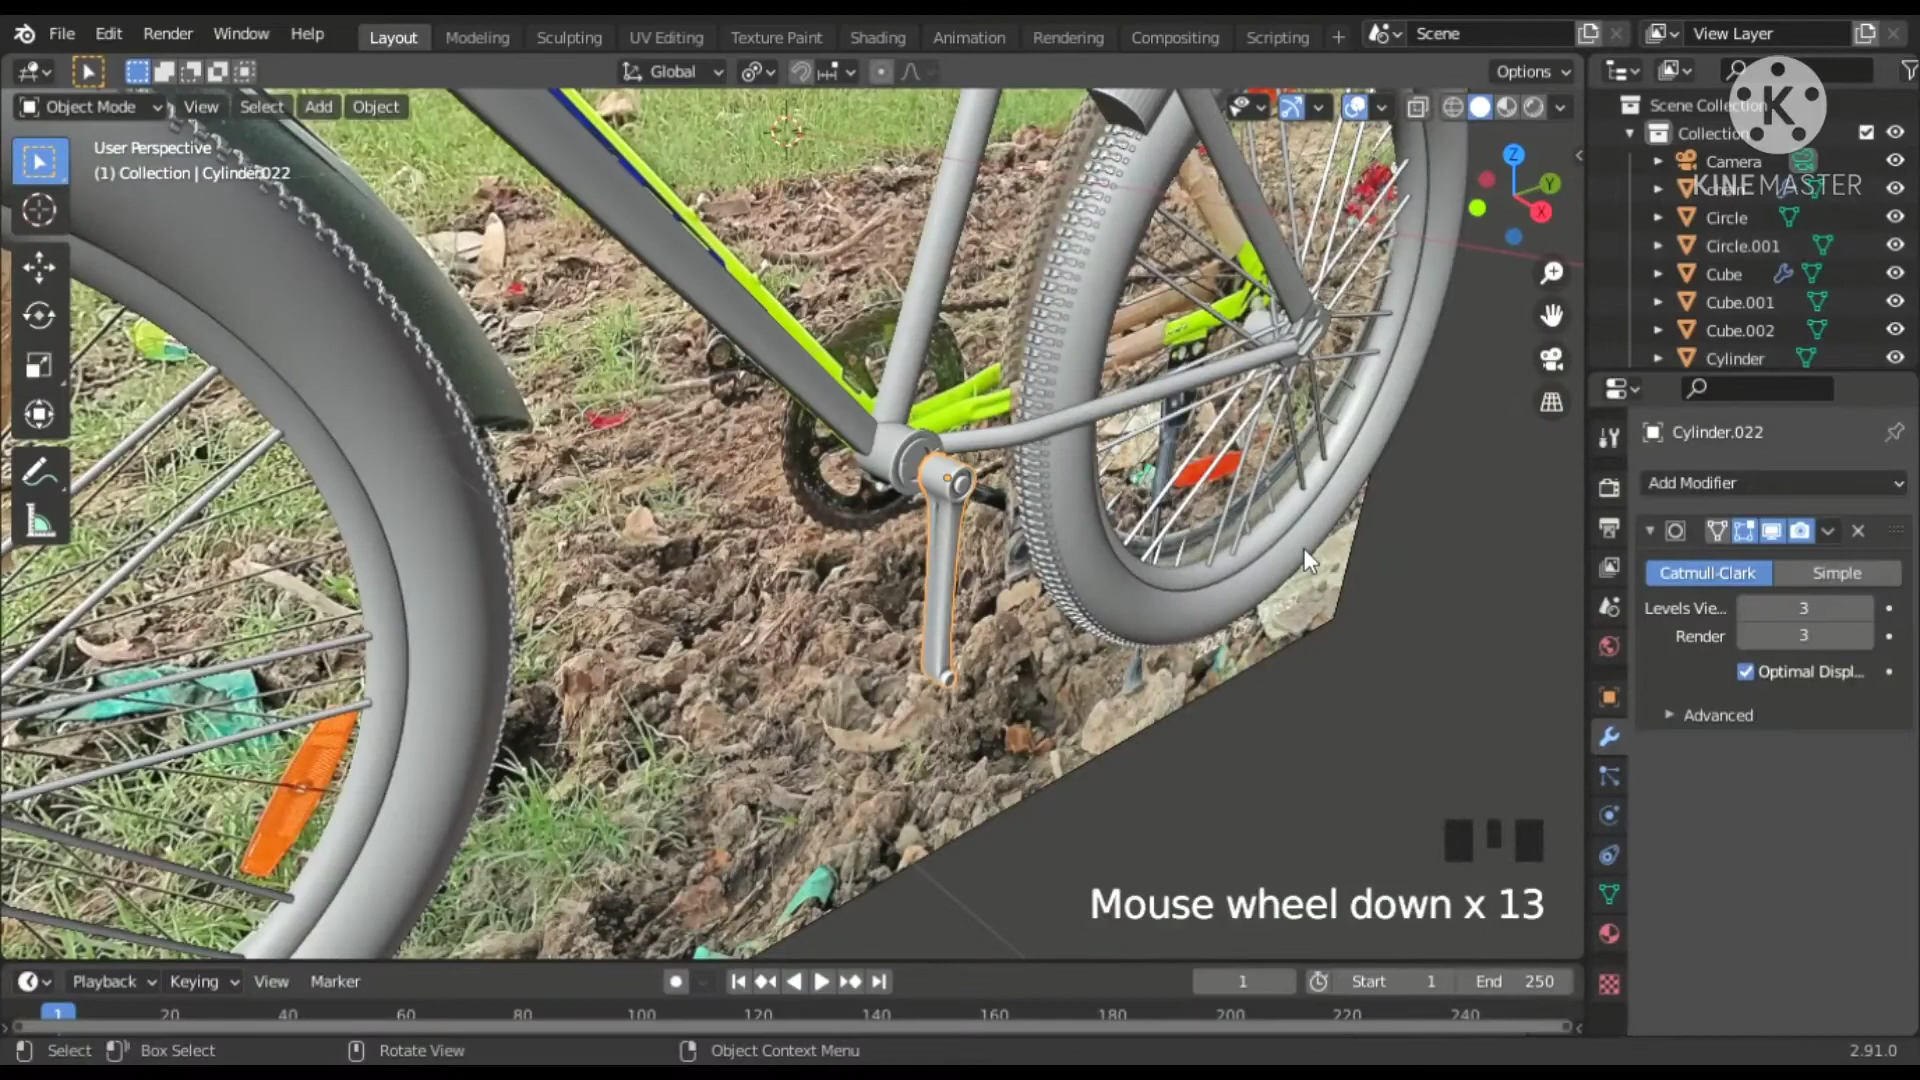 File Edit Render Window Help Layout Modeling Sculpting UV Editing Texture Paint Shading Animation Rendering Compositing Scripting + Scene View Layer
Global Options
Object Mode View Select Add Object
User Perspective
(1) Collection | Cylinder.022
Z
Y
X
Scene Collection
Collection
Camera
Circle
Circle.001
Cube
Cube.001
Cube.002
Cylinder
K
KINEMASTER
Cylinder.022
Add Modifier
Catmull-Clark Simple
Levels Vie... 3
Render 3
Optimal Displ...
Advanced
Mouse wheel down x 13
Playback Keying View Marker 1 Start 1 End 250
1 20 40 60 80 100 120 140 160 180 200 220 240
Select Box Select Rotate View Object Context Menu 2.91.0